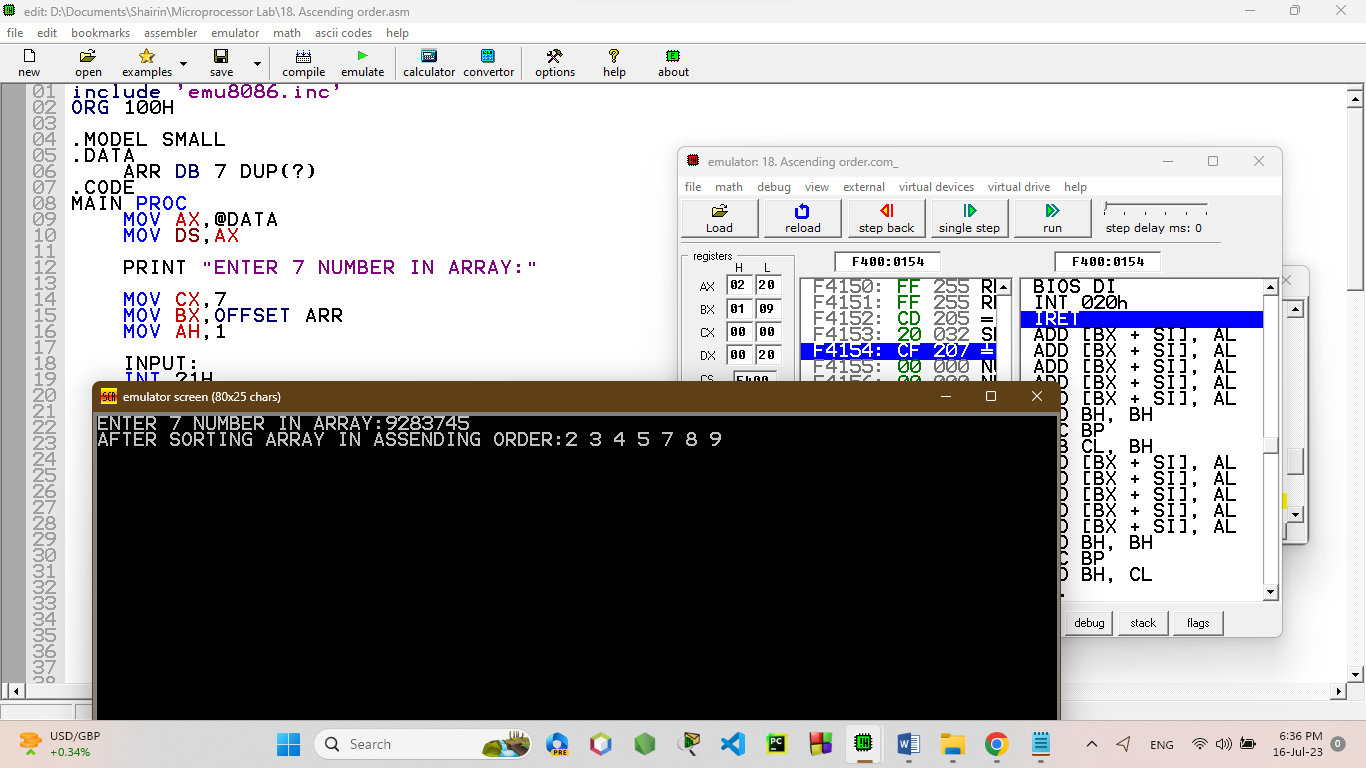 edit: D:\Documents\Shairin\Microprocessor Lab\18. Ascending order.asm
file edit bookmarks assembler emulator math ascii codes help
new open examples save compile emulate calculator convertor options help about
01 include 'emu8086.inc'
02 ORG 100H
03
04 .MODEL SMALL
05 .DATA
06 ARR DB 7 DUP(?)
07 .CODE
08 MAIN PROC
09 MOV AX,@DATA
10 MOV DS,AX
11
12 PRINT "ENTER 7 NUMBER IN ARRAY:"
13
14 MOV CX,7
15 MOV BX,OFFSET ARR
16 MOV AH,1
17
18 INPUT:
19 INT 21H
20
21
22
23
24
25
26
27
28
29
30
31
32
33
34
35
36
37
38
emulator: 18. Ascending order.com_
file math debug view external virtual devices virtual drive help
Load reload step back single step run step delay ms: 0
registers
H L
AX 02 20
BX 01 09
CX 00 00
DX 00 20
CS F400
F400:0154
F4150: FF 255
F4151: FF 255
F4152: CD 205 =
F4153: 20 032
F4154: CF 207
F4155: 00 000
F4156: 00 000
F400:0154
BIOS DI
INT 020h
IRET
ADD [BX + SI], AL
ADD [BX + SI], AL
ADD [BX + SI], AL
ADD [BX + SI], AL
ADD [BX + SI], AL
D BH, BH
C BP
B CL, BH
D [BX + SI], AL
D [BX + SI], AL
D [BX + SI], AL
D [BX + SI], AL
D [BX + SI], AL
D BH, BH
C BP
D BH, CL
debug stack flags
emulator screen (80x25 chars)
ENTER 7 NUMBER IN ARRAY:9283745
AFTER SORTING ARRAY IN ASSENDING ORDER:2 3 4 5 7 8 9
USD/GBP
+0.34%
Search
PRE
PC
ENG
6:36 PM
16-Jul-23
0